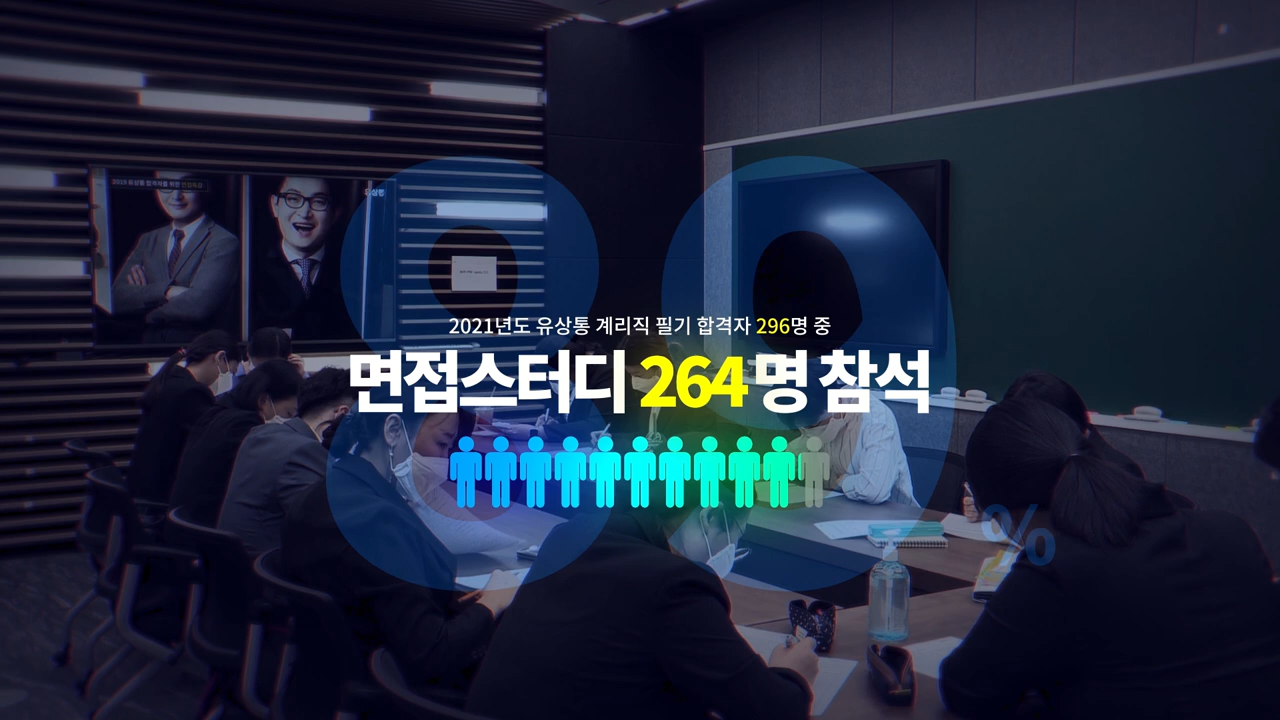 2021년도 유상통 계리직 필기 합격자 296명 중
면접스터디 264명 참석
89
%